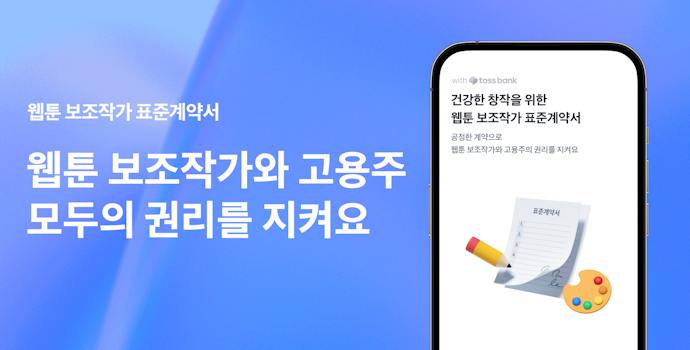 웹툰 보조작가 표준계약서
웹툰 보조작가와 고용주
모두의 권리를 지켜요
with toss bank
건강한 창작을 위한
웹툰 보조작가 표준계약서
공정한 계약으로
웹툰 보조작가와 고용주의 권리를 지켜요
표준계약서